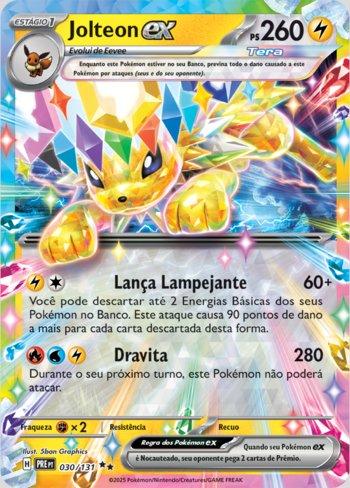 ESTÁGIO 1
Jolteon ex
PS 260
Evolui de Eevee
Tera
Enquanto este Pokémon estiver no seu Banco, previna todo o dano causado a este
Pokémon por ataques (seus e do seu oponente).
Lança Lampejante 60+
Você pode descartar até 2 Energias Básicas dos seus
Pokémon no Banco. Este ataque causa 90 pontos de dano
a mais para cada carta descartada desta forma.
Dravita 280
Durante o seu próximo turno, este Pokémon não poderá
atacar.
Fraqueza ×2 Resistência Recuo
Ilust. 5ban Graphics
H PRE PT 030/131
Regra dos Pokémon ex
Quando seu Pokémon ex
é Nocauteado, seu oponente pega 2 cartas de Prêmio.
©2025 Pokémon/Nintendo/Creatures/GAME FREAK